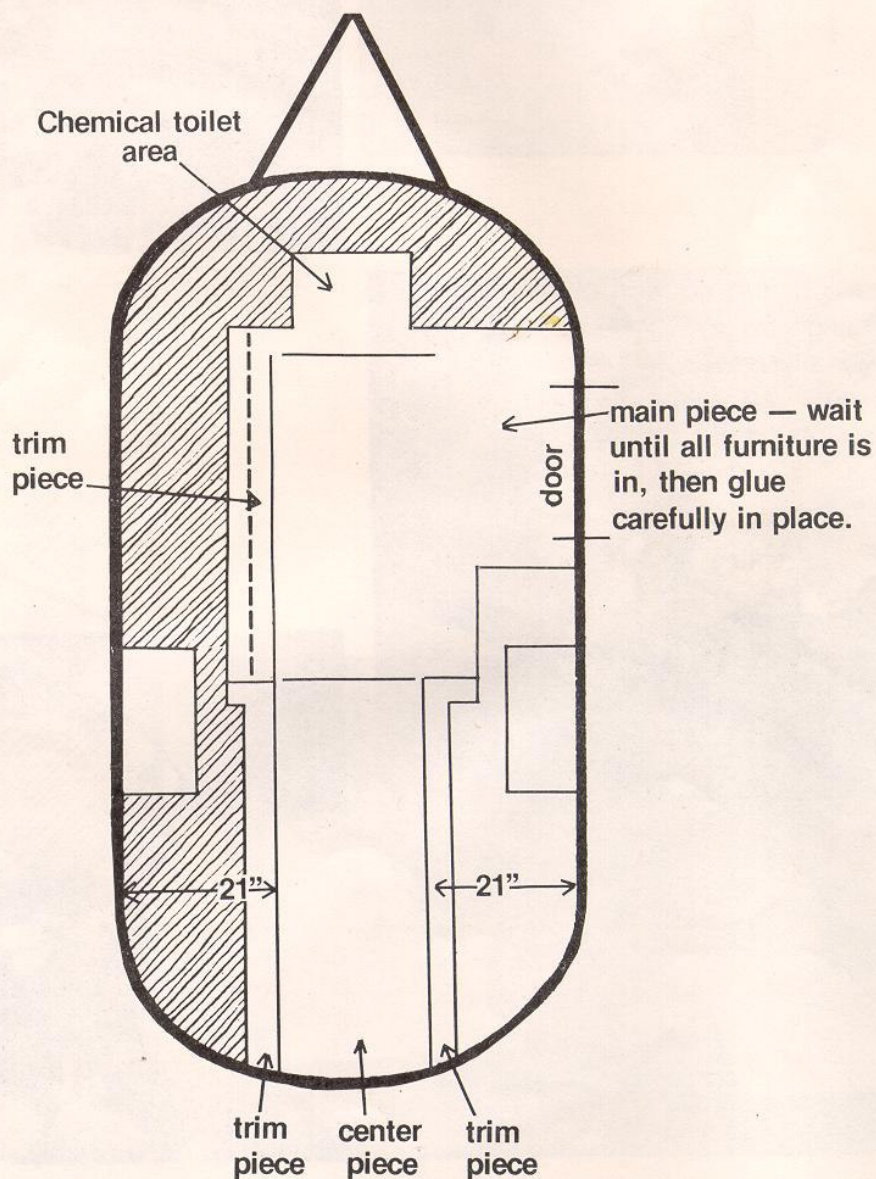 Chemical toilet
area
trim
piece
main piece — wait
until all furniture is
in, then glue
carefully in place.
door
21”
21”
trim
piece
center
piece
trim
piece